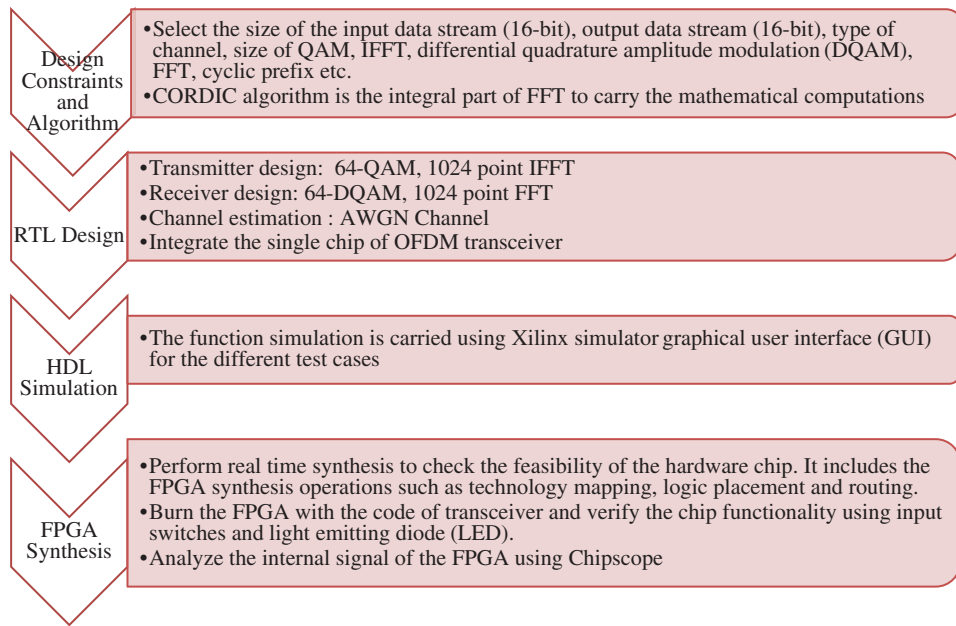 Design
Constraints
and
Algorithm
•Select the size of the input data stream (16-bit), output data stream (16-bit), type of
channel, size of QAM, IFFT, differential quadrature amplitude modulation (DQAM),
FFT, cyclic prefix etc.
•CORDIC algorithm is the integral part of FFT to carry the mathematical computations
RTL Design
•Transmitter design: 64-QAM, 1024 point IFFT
•Receiver design: 64-DQAM, 1024 point FFT
•Channel estimation : AWGN Channel
•Integrate the single chip of OFDM transceiver
HDL
Simulation
•The function simulation is carried using Xilinx simulator graphical user interface (GUI)
for the different test cases
FPGA
Synthesis
•Perform real time synthesis to check the feasibility of the hardware chip. It includes the
FPGA synthesis operations such as technology mapping, logic placement and routing.
•Burn the FPGA with the code of transceiver and verify the chip functionality using input
switches and light emitting diode (LED).
•Analyze the internal signal of the FPGA using Chipscope